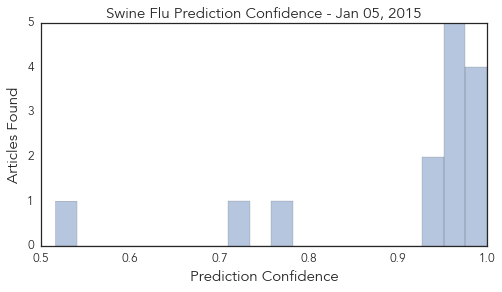 Swine Flu Prediction Confidence - Jan 05, 2015
5
4
3
2
1
0
Articles Found
0.5 0.6 0.7 0.8 0.9 1.0
Prediction Confidence